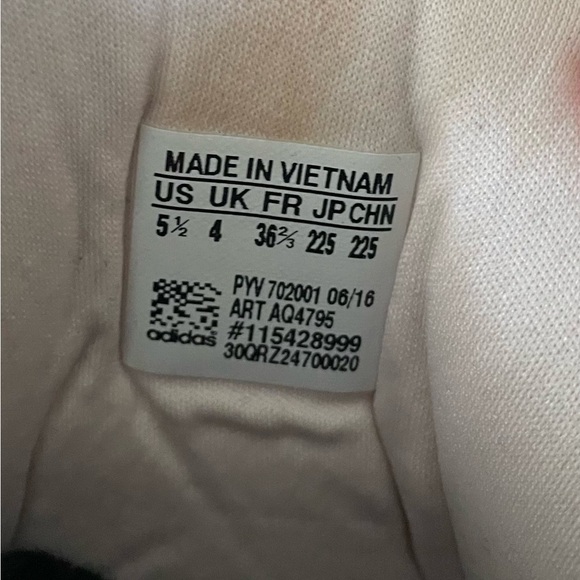 MADE IN VIETNAM
US UK FR JP CHN
5½ 4 36⅔ 225 225
PYV 702001 06/16
ART AQ4795
#115428999
adidas
30QRZ24700020